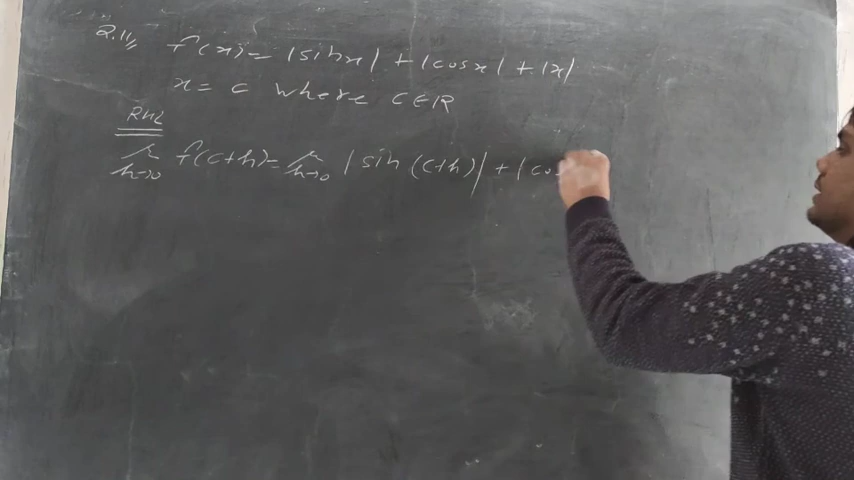 Q.11, f(x) = |sinx| + |cosx| + |x|
x = c where c∈R
RHL
lim h→0 f(c+h) = lim h→0 |sin (c+h)| + |cos